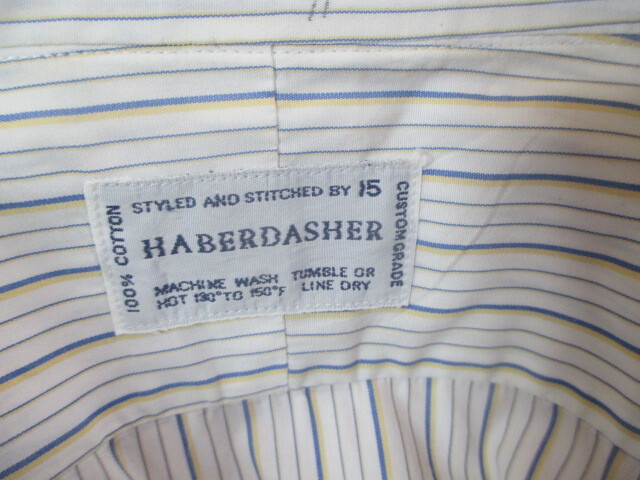 STYLED AND STITCHED BY 15
HABERDASHER
MACHINE WASH TUMBLE OR
HOT 130° TO 150°F LINE DRY
100% COTTON
CUSTOM GRADE